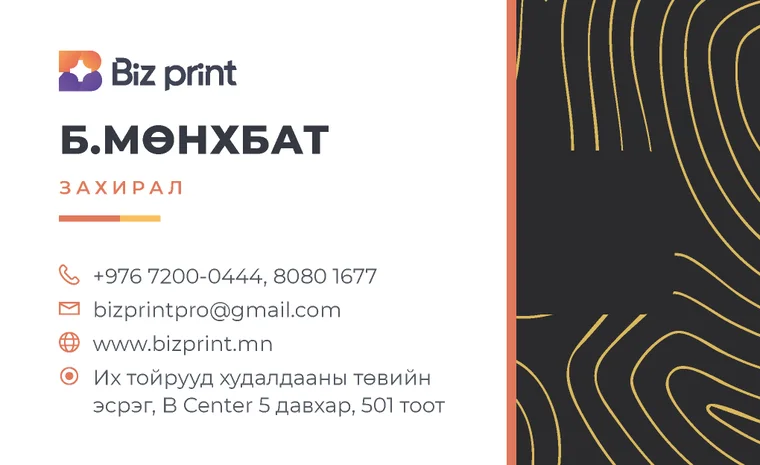 Biz print
Б.МӨНХБАТ
ЗАХИРАЛ
+976 7200-0444, 8080 1677
bizprintpro@gmail.com
www.bizprint.mn
Их тойрууд худалдааны төвийн
эсрэг, B Center 5 давхар, 501 тоот